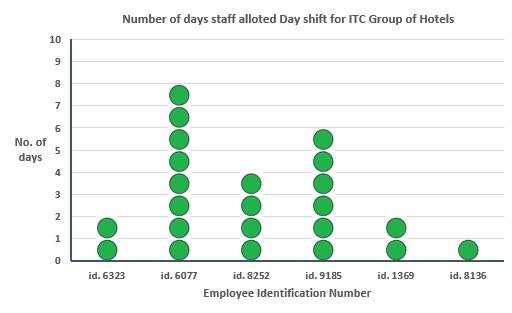 Number of days staff alloted Day shift for ITC Group of Hotels
10
9
8
7
6
5
4
3
2
1
0
No. of
days
id. 6323 id. 6077 id. 8252 id. 9185 id. 1369 id. 8136
Employee Identification Number